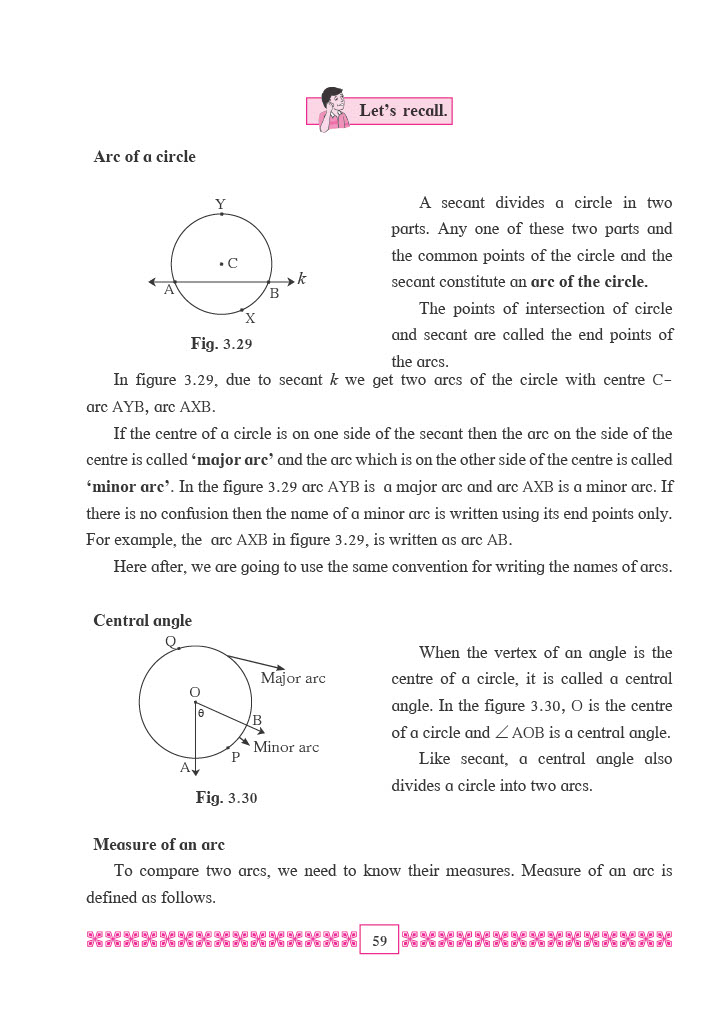 Let's recall.
Arc of a circle
Y
C
k
A
B
X
Fig. 3.29
A secant divides a circle in two
parts. Any one of these two parts and
the common points of the circle and the
secant constitute an arc of the circle.
The points of intersection of circle
and secant are called the end points of
the arcs.
In figure 3.29, due to secant k we get two arcs of the circle with centre C-
arc AYB, arc AXB.
If the centre of a circle is on one side of the secant then the arc on the side of the
centre is called ‘major arc’ and the arc which is on the other side of the centre is called
‘minor arc’. In the figure 3.29 arc AYB is a major arc and arc AXB is a minor arc. If
there is no confusion then the name of a minor arc is written using its end points only.
For example, the arc AXB in figure 3.29, is written as arc AB.
Here after, we are going to use the same convention for writing the names of arcs.
Central angle
Q
Major arc
O
θ
B
Minor arc
P
A
Fig. 3.30
When the vertex of an angle is the
centre of a circle, it is called a central
angle. In the figure 3.30, O is the centre
of a circle and ∠AOB is a central angle.
Like secant, a central angle also
divides a circle into two arcs.
Measure of an arc
To compare two arcs, we need to know their measures. Measure of an arc is
defined as follows.
59